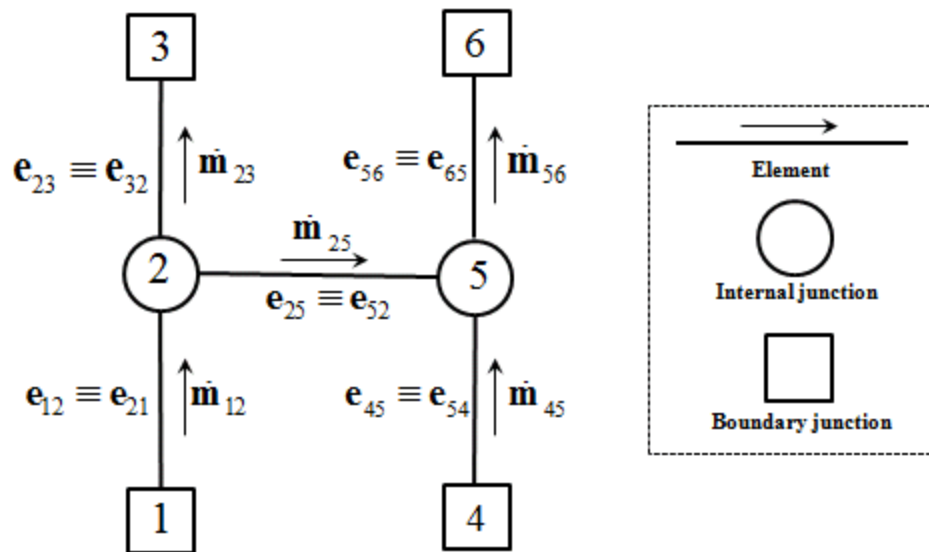 3
6
e₂₃ ≡ e₃₂
ṁ₂₃
e₅₆ ≡ e₆₅
ṁ₅₆
ṁ₂₅
2
5
e₂₅ ≡ e₅₂
e₁₂ ≡ e₂₁
ṁ₁₂
e₄₅ ≡ e₅₄
ṁ₄₅
1
4
Element
Internal junction
Boundary junction